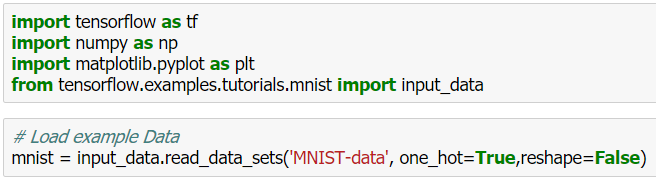 import tensorflow as tf
import numpy as np
import matplotlib.pyplot as plt
from tensorflow.examples.tutorials.mnist import input_data
# Load example Data
mnist = input_data.read_data_sets('MNIST-data', one_hot=True,reshape=False)